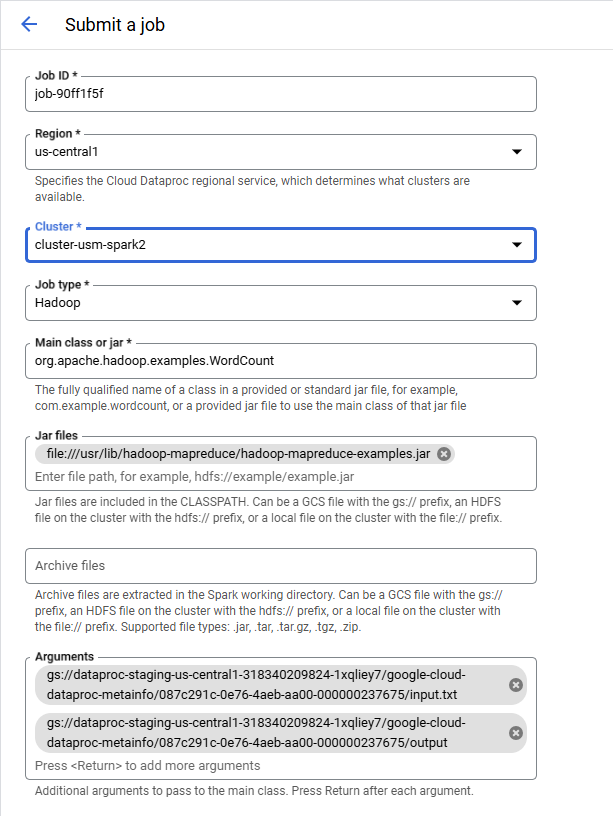 Submit a job
Job ID *
job-90ff1f5f
Region *
us-central1
Specifies the Cloud Dataproc regional service, which determines what clusters are
available.
Cluster *
cluster-usm-spark2
Job type *
Hadoop
Main class or jar *
org.apache.hadoop.examples.WordCount
The fully qualified name of a class in a provided or standard jar file, for example,
com.example.wordcount, or a provided jar file to use the main class of that jar file
Jar files
file:///usr/lib/hadoop-mapreduce/hadoop-mapreduce-examples.jar
Enter file path, for example, hdfs://example/example.jar
Jar files are included in the CLASSPATH. Can be a GCS file with the gs:// prefix, an HDFS
file on the cluster with the hdfs:// prefix, or a local file on the cluster with the file:// prefix.
Archive files
Archive files are extracted in the Spark working directory. Can be a GCS file with the gs://
prefix, an HDFS file on the cluster with the hdfs:// prefix, or a local file on the cluster with
the file:// prefix. Supported file types: .jar, .tar, .tar.gz, .tgz, .zip.
Arguments
gs://dataproc-staging-us-central1-318340209824-1xqliey7/google-cloud-
dataproc-metainfo/087c291c-0e76-4aeb-aa00-000000237675/input.txt
gs://dataproc-staging-us-central1-318340209824-1xqliey7/google-cloud-
dataproc-metainfo/087c291c-0e76-4aeb-aa00-000000237675/output
Press <Return> to add more arguments
Additional arguments to pass to the main class. Press Return after each argument.